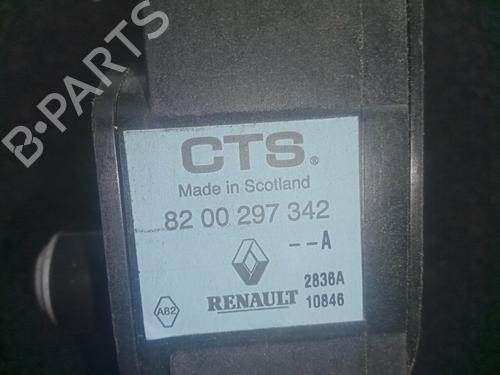 B-PARTS
CTS®
Made in Scotland
82 00 297 342
--A
2836A
A82 RENAULT 10846